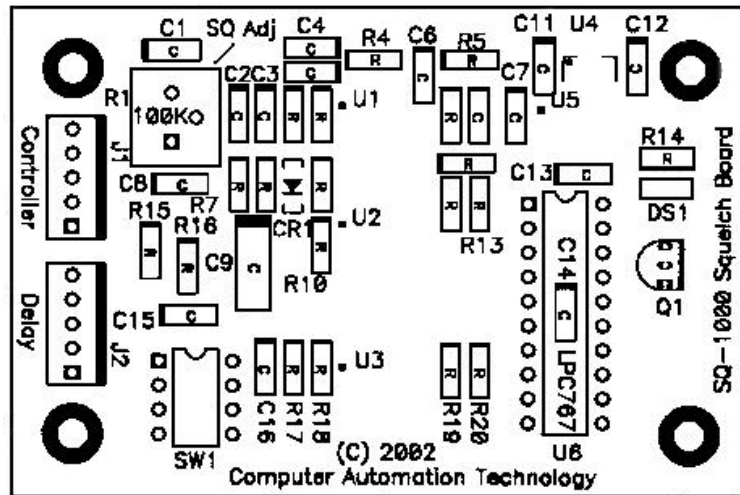 C1
SQ Adj
C4
R4
C6
R5
C11
U4
C12
R1
100K
C2
C3
U1
C7
U5
Controller
J1
C8
R7
R14
DS1
C13
R15
R16
C9
CR1
U2
R10
R13
C14
LPC767
Q1
SQ-1000 Squelch Board
Delay
J2
C15
SW1
C16
R17
R18
U3
R19
R20
U6
(C) 2002
Computer Automation Technology
C
C
C
R
C
R
C
C
C
C
R
R
R
C
C
C
R
R
R
R
R
R
R
R
C
C
R
R
C
R
C
C
C
R
R
R
R
C